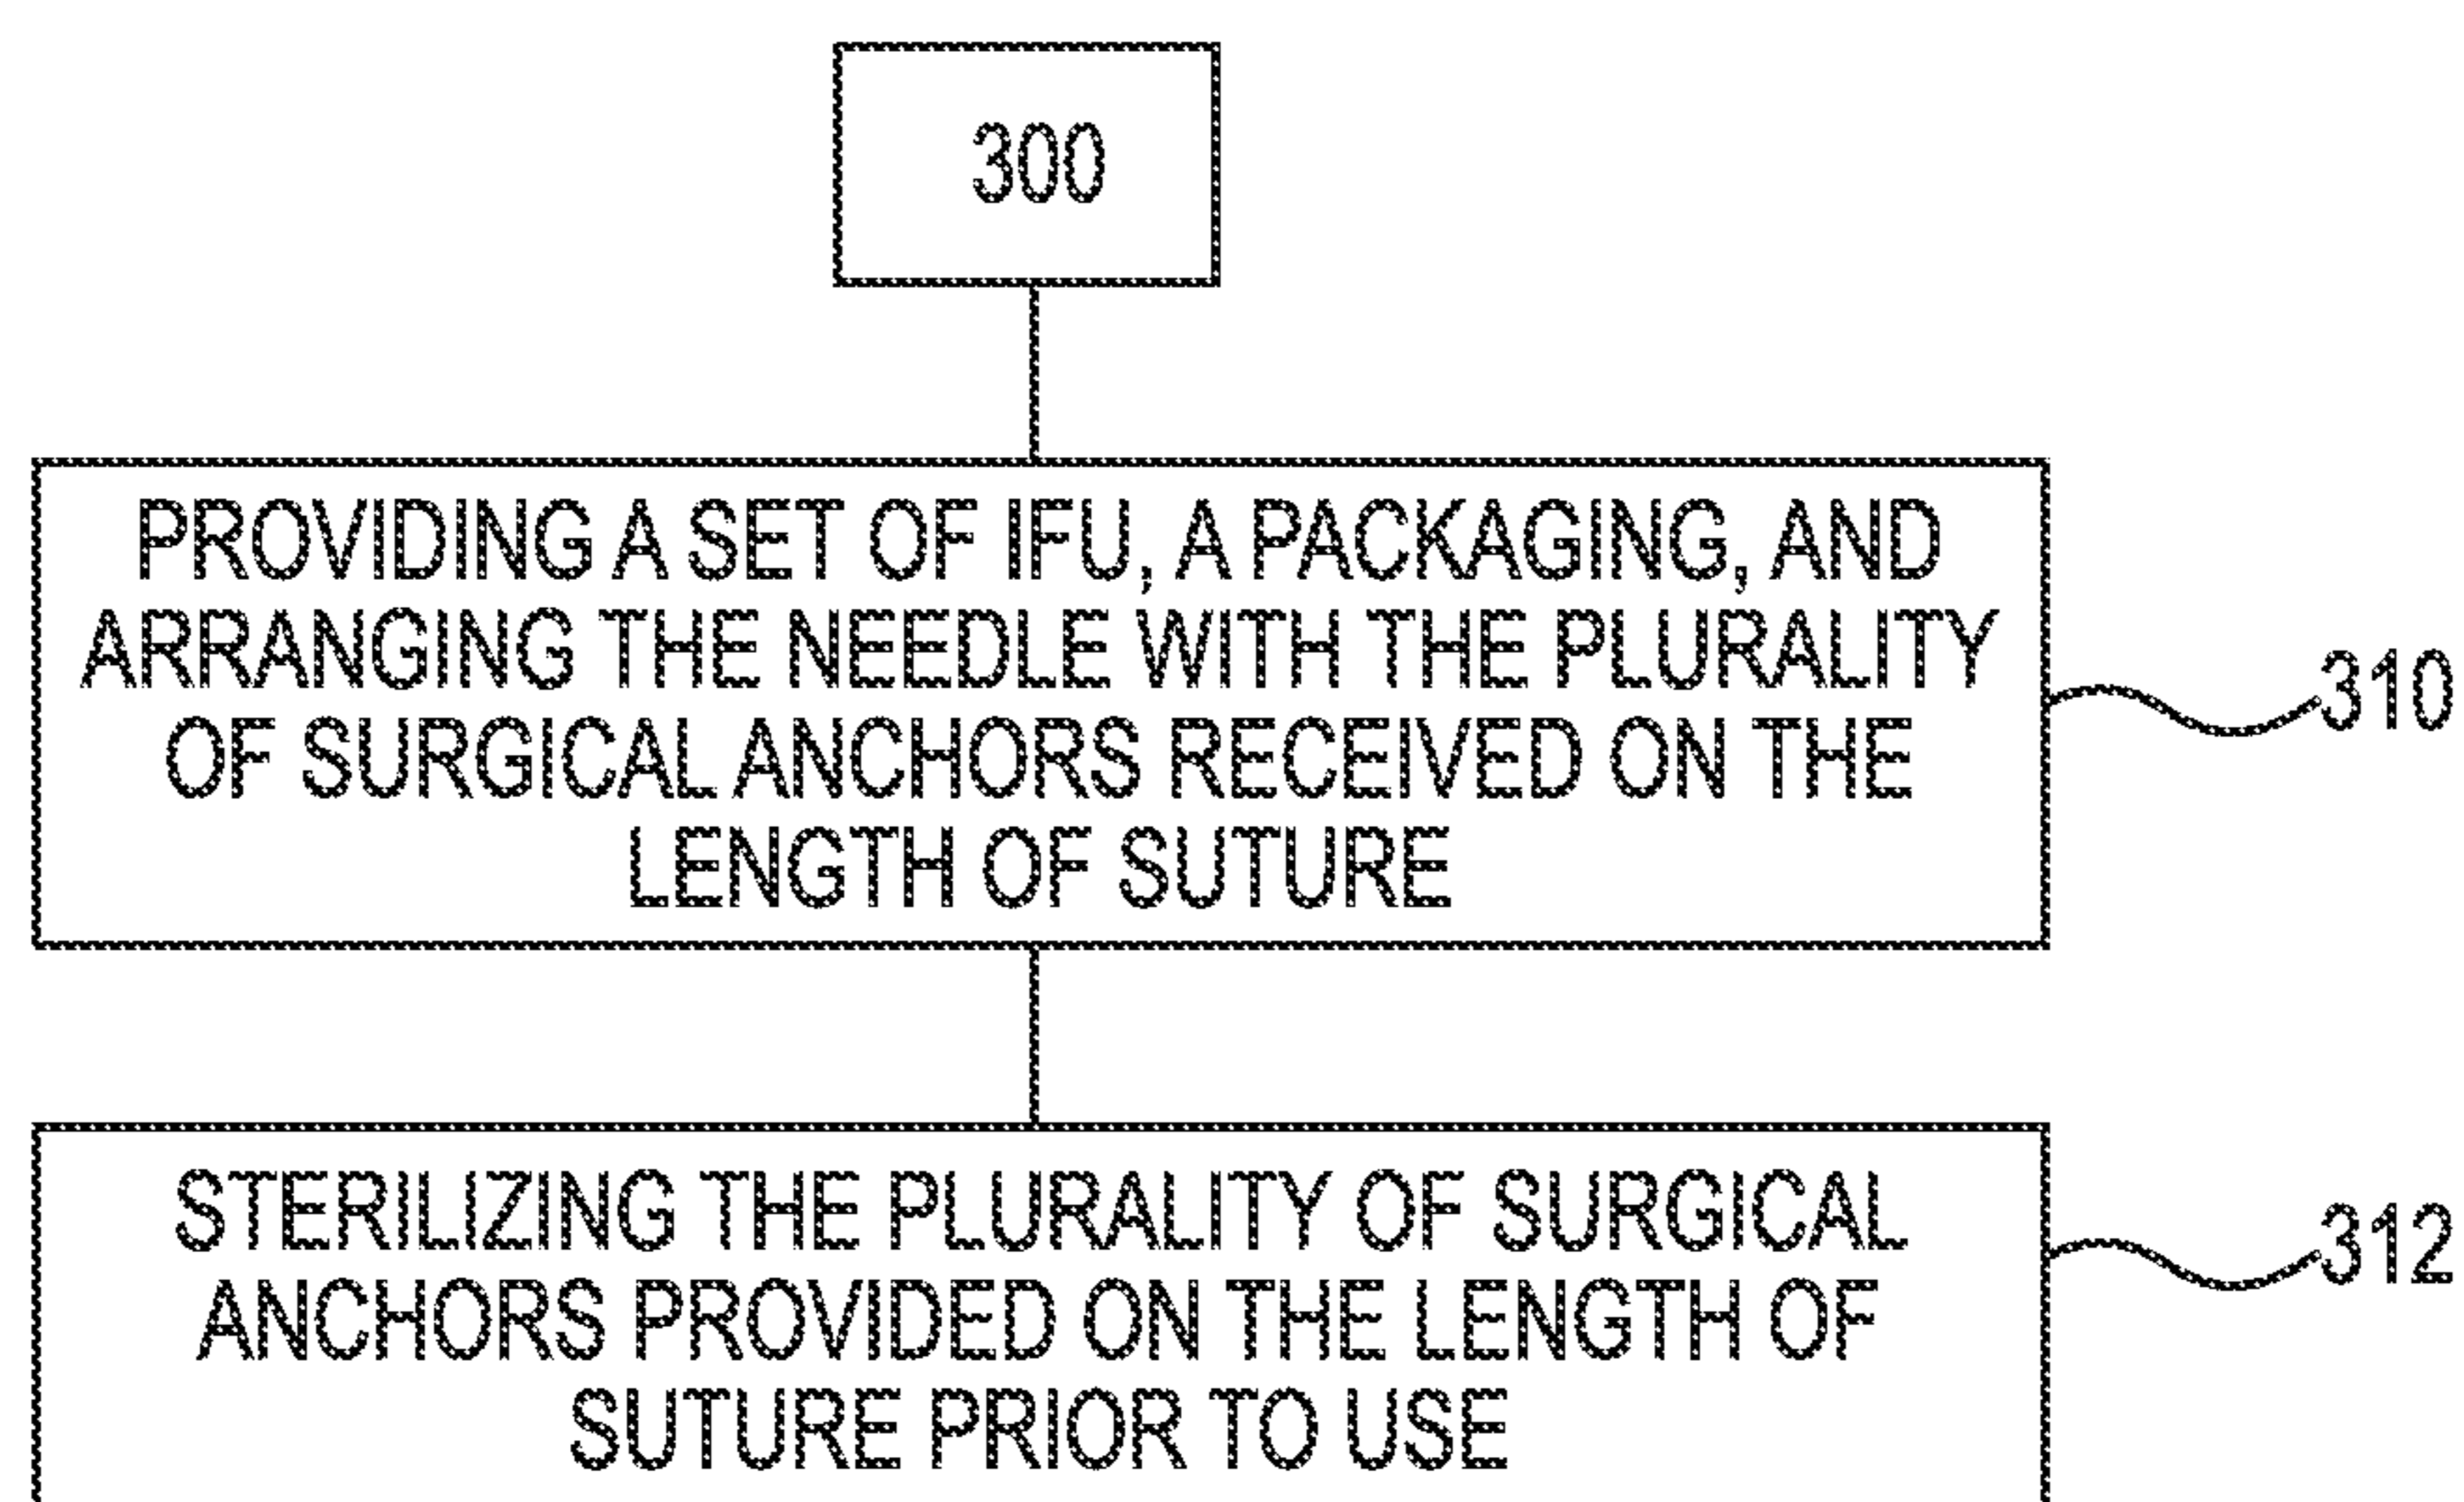 300
PROVIDING A SET OF IFU, A PACKAGING, AND
ARRANGING THE NEEDLE WITH THE PLURALITY
OF SURGICAL ANCHORS RECEIVED ON THE
LENGTH OF SUTURE
310
STERILIZING THE PLURALITY OF SURGICAL
ANCHORS PROVIDED ON THE LENGTH OF
SUTURE PRIOR TO USE
312